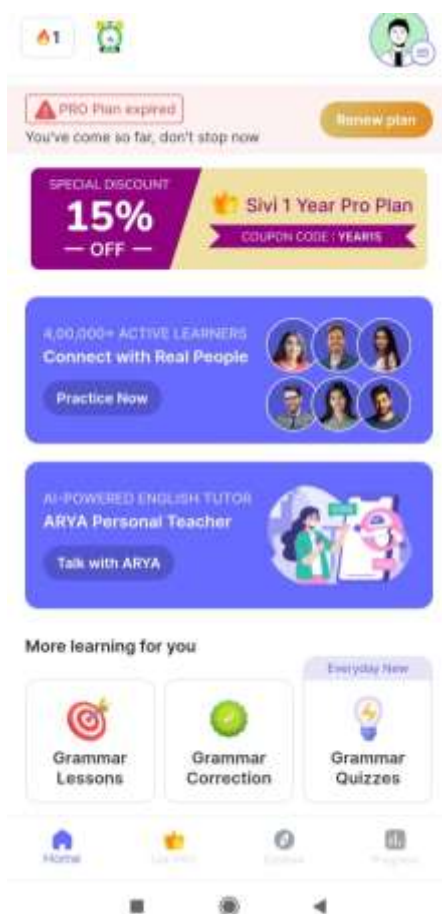 1
PRO Plan expired
You've come so far, don't stop now
Renew plan
SPECIAL DISCOUNT
15%
— OFF —
Sivi 1 Year Pro Plan
COUPON CODE : YEAR15
4,00,000+ ACTIVE LEARNERS
Connect with Real People
Practice Now
AI-POWERED ENGLISH TUTOR
ARYA Personal Teacher
Talk with ARYA
More learning for you
Everyday New
Grammar
Lessons
Grammar
Correction
Grammar
Quizzes
Home
Progress